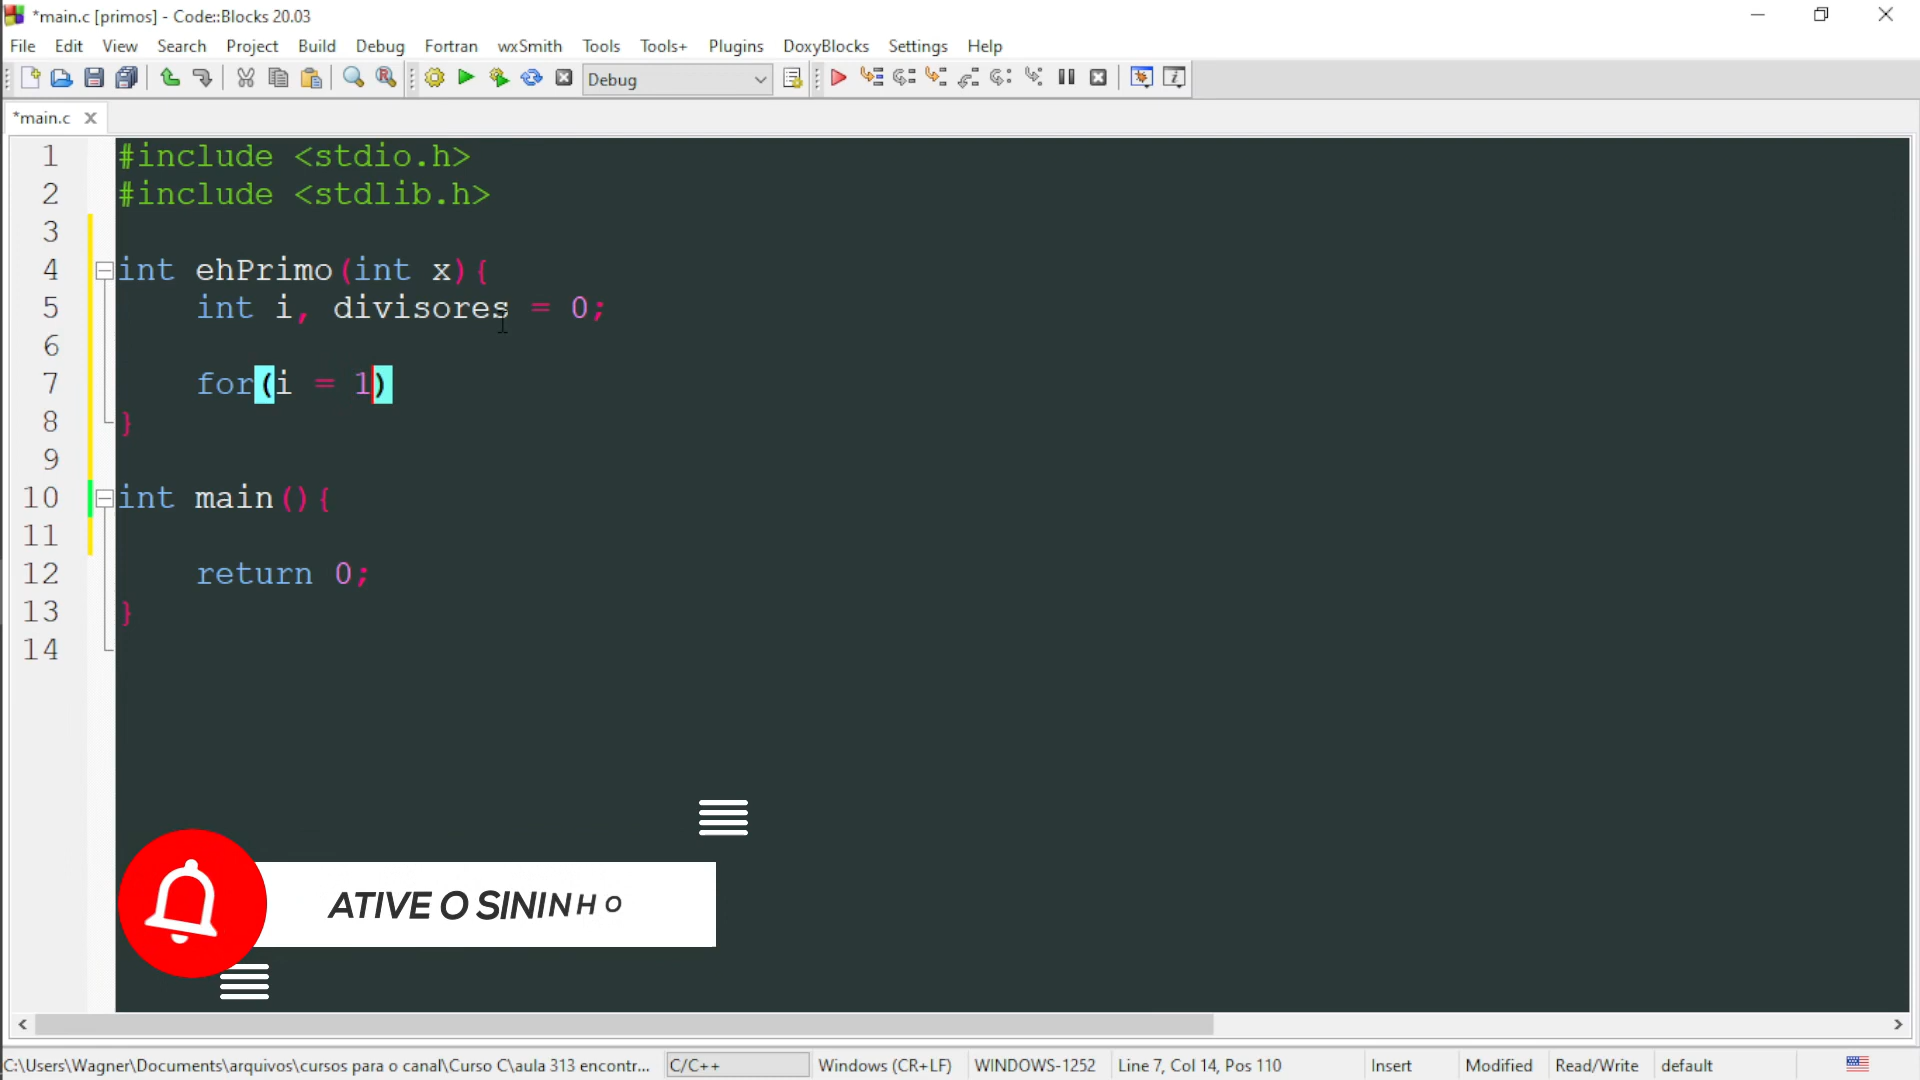 *main.c [primos] - Code::Blocks 20.03
File Edit View Search Project Build Debug Fortran wxSmith Tools Tools+ Plugins DoxyBlocks Settings Help
Debug
*main.c
1 #include <stdio.h>
2 #include <stdlib.h>
3
4 int ehPrimo(int x){
5 int i, divisores = 0;
6
7 for(i = 1)
8 }
9
10 int main(){
11
12 return 0;
13 }
14
ATIVE O SININHO
C:\Users\Wagner\Documents\arquivos\cursos para o canal\Curso C\aula 313 encontr... C/C++ Windows (CR+LF) WINDOWS-1252 Line 7, Col 14, Pos 110 Insert Modified Read/Write default